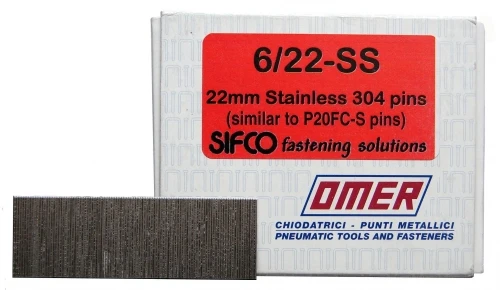 6/22-SS
22mm Stainless 304 pins
(similar to P20FC-S pins)
SIFCO fastening solutions
OMER
CHIODATRICI - PUNTI METALLICI
PNEUMATIC TOOLS AND FASTENERS